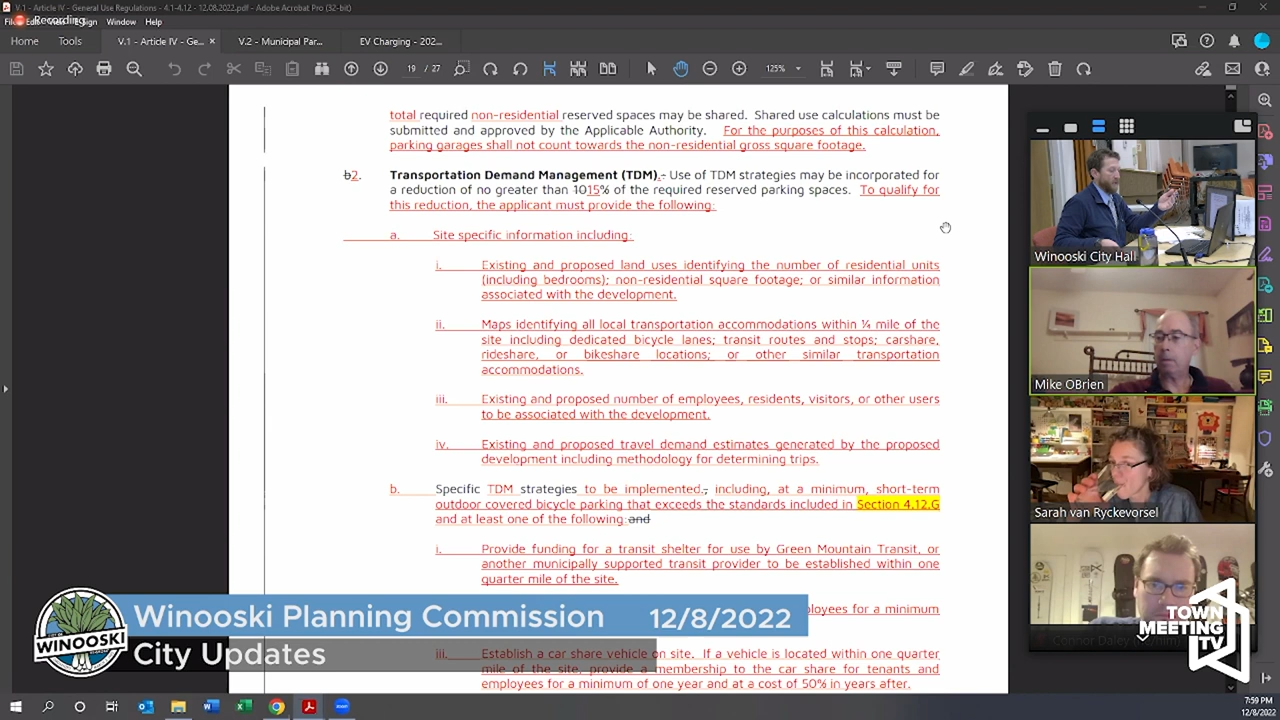 V.1 - Article IV - General Use Regulations - 4.1-4.12 - 12.08.2022.pdf - Adobe Acrobat Pro (32-bit)
Recording
Window Help
Home Tools V.1 - Article IV - Ge... × V.2 - Municipal Par... EV Charging - 202...
19 / 27 125%
total required non-residential reserved spaces may be shared. Shared use calculations must be
submitted and approved by the Applicable Authority. For the purposes of this calculation,
parking garages shall not count towards the non-residential gross square footage.
b2. Transportation Demand Management (TDM).- Use of TDM strategies may be incorporated for
a reduction of no greater than 1015% of the required reserved parking spaces. To qualify for
this reduction, the applicant must provide the following:
a. Site specific information including:
i. Existing and proposed land uses identifying the number of residential units
(including bedrooms); non-residential square footage; or similar information
associated with the development.
ii. Maps identifying all local transportation accommodations within ¼ mile of the
site including dedicated bicycle lanes; transit routes and stops; carshare,
rideshare, or bikeshare locations; or other similar transportation
accommodations.
iii. Existing and proposed number of employees, residents, visitors, or other users
to be associated with the development.
iv. Existing and proposed travel demand estimates generated by the proposed
development including methodology for determining trips.
b. Specific TDM strategies to be implemented., including, at a minimum, short-term
outdoor covered bicycle parking that exceeds the standards included in Section 4.12.G
and at least one of the following:and
i. Provide funding for a transit shelter for use by Green Mountain Transit, or
another municipally supported transit provider to be established within one
quarter mile of the site.
employees for a minimum
iii. Establish a car share vehicle on site. If a vehicle is located within one quarter
mile of the site, provide a membership to the car share for tenants and
employees for a minimum of one year and at a cost of 50% in years after.
Winooski City Hall
Mike OBrien
Sarah van Ryckevorsel
Connor Daley
WINOOSKI
Winooski Planning Commission 12/8/2022
City Updates
TOWN
MEETING
TV
7:59 PM
12/8/2022